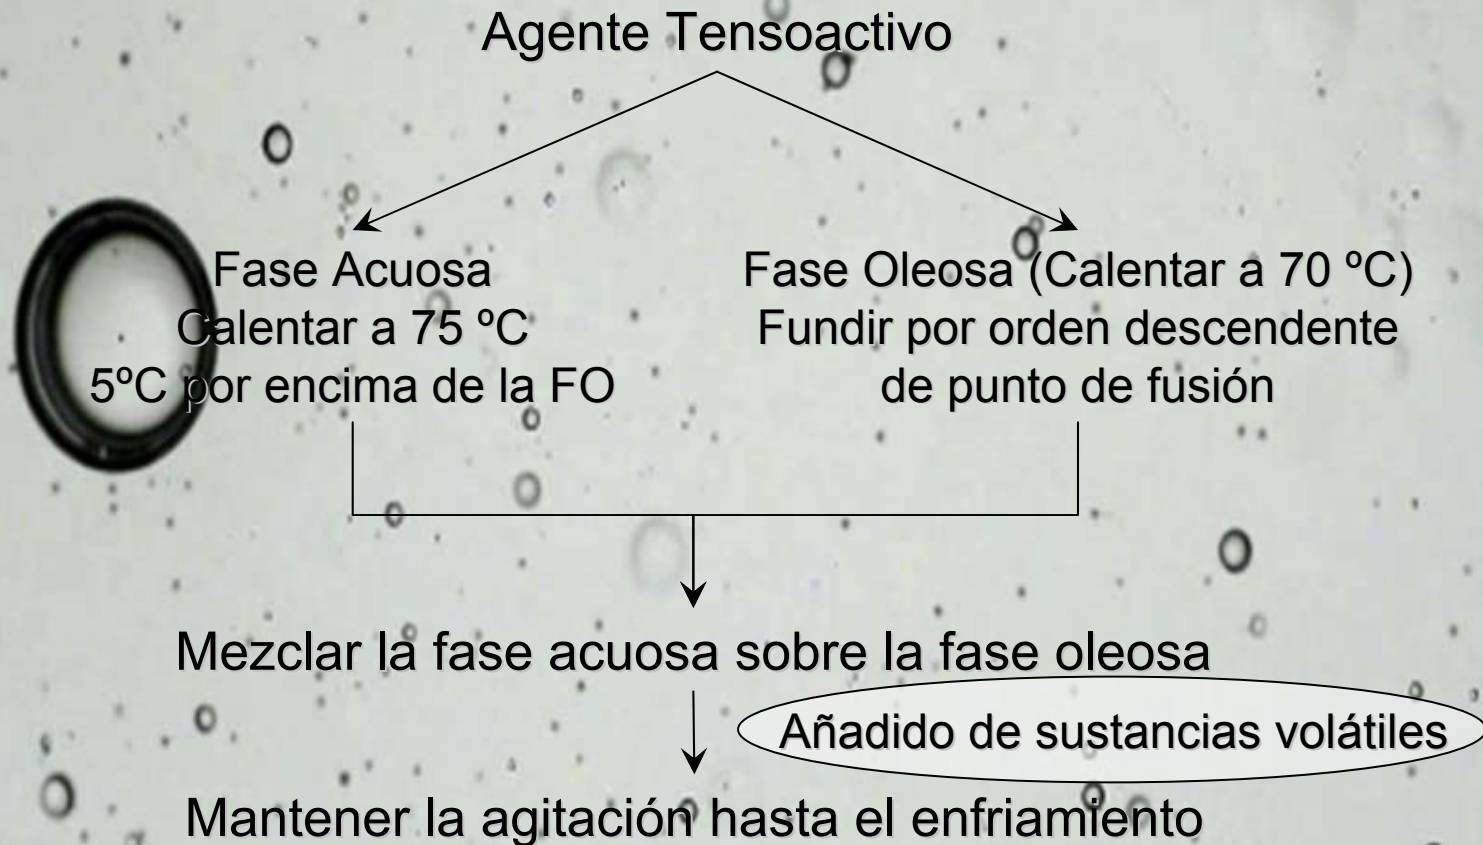 Agente Tensoactivo
Fase Acuosa
Calentar a 75 ºC
5ºC por encima de la FO
Fase Oleosa (Calentar a 70 ºC)
Fundir por orden descendente
de punto de fusión
Mezclar la fase acuosa sobre la fase oleosa
Añadido de sustancias volátiles
Mantener la agitación hasta el enfriamiento